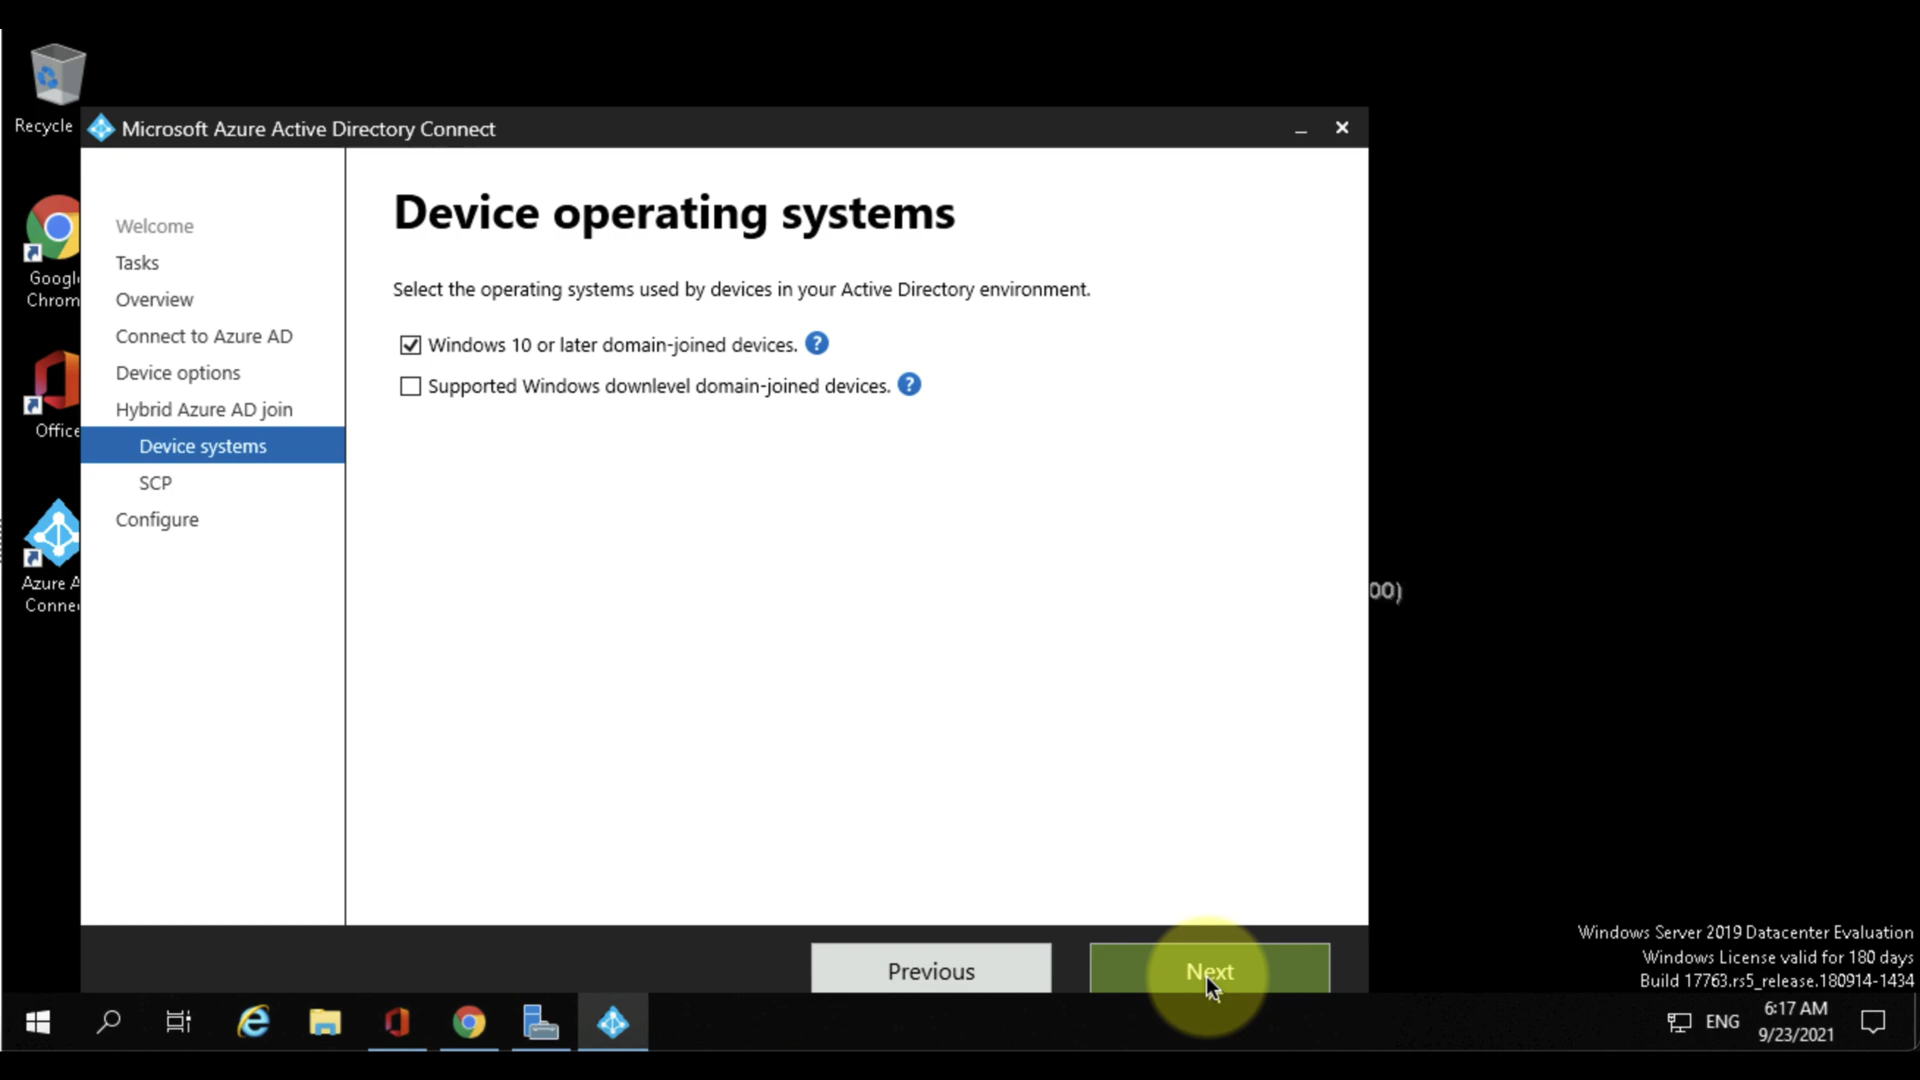 Recycle
Microsoft Azure Active Directory Connect
Google
Chrom
Office
Azure A
Connec
Welcome
Tasks
Overview
Connect to Azure AD
Device options
Hybrid Azure AD join
Device systems
SCP
Configure
Device operating systems
Select the operating systems used by devices in your Active Directory environment.
Windows 10 or later domain-joined devices. ?
Supported Windows downlevel domain-joined devices. ?
00)
Previous
Next
Windows Server 2019 Datacenter Evaluation
Windows License valid for 180 days
Build 17763.rs5_release.180914-1434
ENG
6:17 AM
9/23/2021